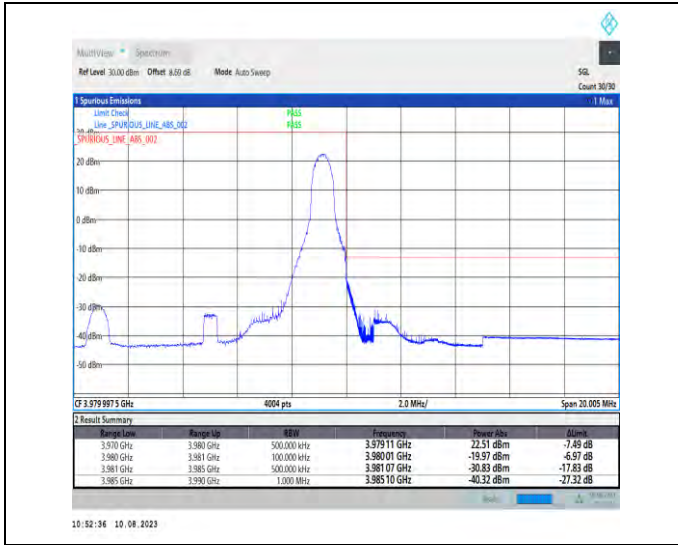 MultiView Spectrum
Ref Level 30.00 dBm Offset 8.69 dB Mode Auto Sweep SGL
Count 30/30
1 Spurious Emissions 1 Max
Limit Check PASS
Line _SPURIOUS_LINE_ABS_002 PASS
_SPURIOUS_LINE_ABS_002
20 dBm
10 dBm
0 dBm
-10 dBm
-20 dBm
-30 dBm
-40 dBm
-50 dBm
CF 3.979 997 5 GHz 4004 pts 2.0 MHz/ Span 20.005 MHz
2 Result Summary
Range Low Range Up RBW Frequency Power Abs ΔLimit
3.970 GHz 3.980 GHz 500.000 kHz 3.979 11 GHz 22.51 dBm -7.49 dB
3.980 GHz 3.981 GHz 100.000 kHz 3.980 01 GHz -19.97 dBm -6.97 dB
3.981 GHz 3.985 GHz 500.000 kHz 3.981 07 GHz -30.83 dBm -17.83 dB
3.985 GHz 3.990 GHz 1.000 MHz 3.985 10 GHz -40.32 dBm -27.32 dB
10:52:36 10.08.2023